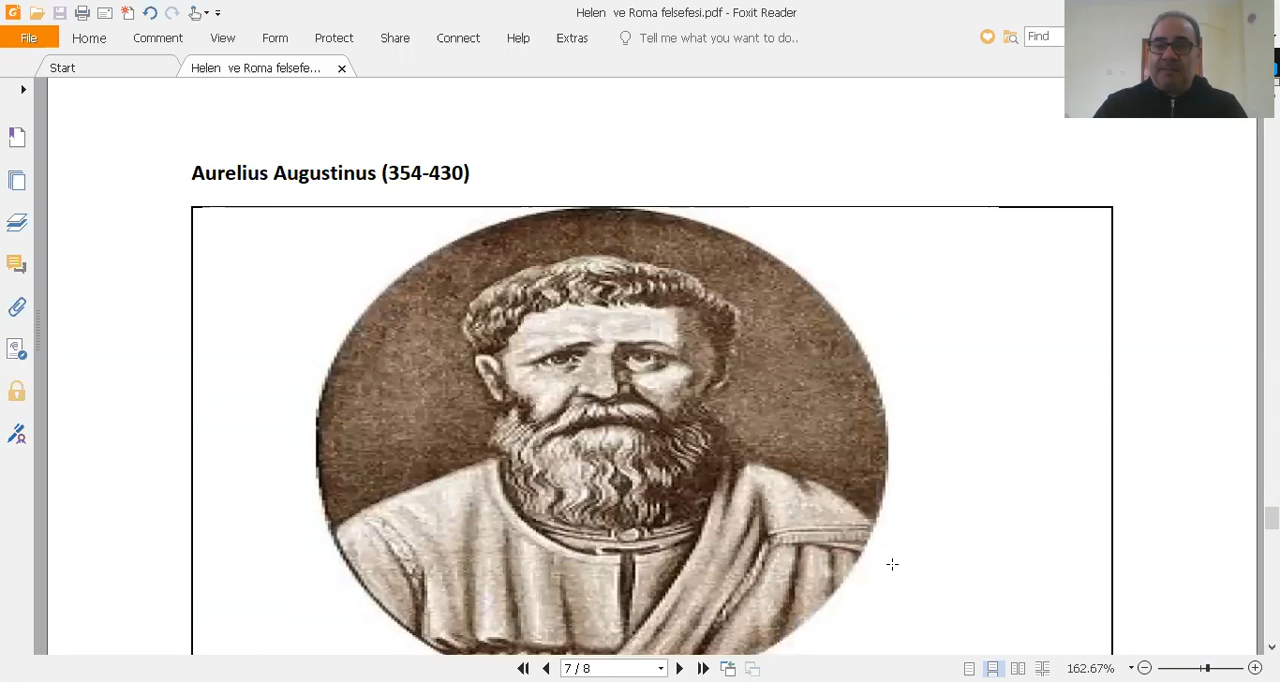 Helen ve Roma felsefesi.pdf - Foxit Reader
File Home Comment View Form Protect Share Connect Help Extras Tell me what you want to do.. Find
Start Helen ve Roma felsefe...
Aurelius Augustinus (354-430)
7 / 8 162.67%